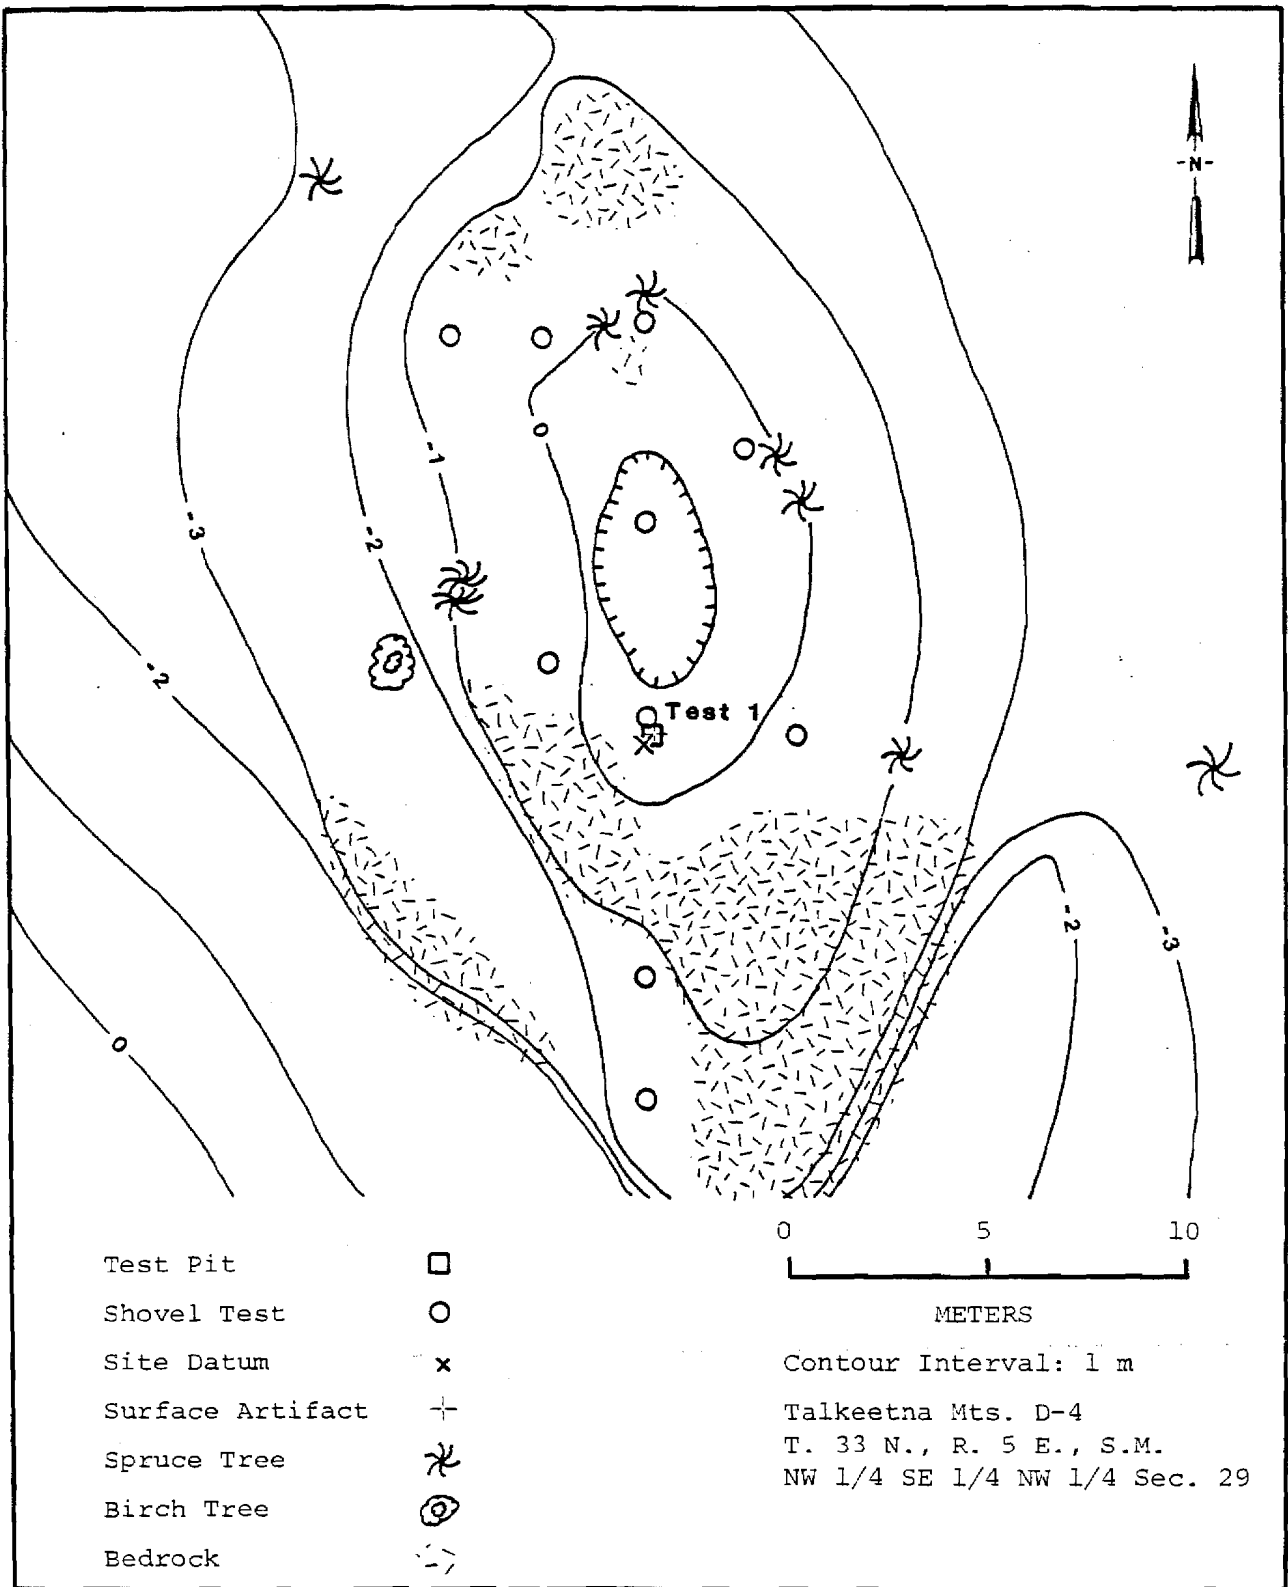 -N-
0
-1
-2
-3
-2
Test 1
-2
-3
0
0 5 10
METERS
Test Pit
Shovel Test
Site Datum
Surface Artifact
Spruce Tree
Birch Tree
Bedrock
Contour Interval: 1 m
Talkeetna Mts. D-4
T. 33 N., R. 5 E., S.M.
NW 1/4 SE 1/4 NW 1/4 Sec. 29